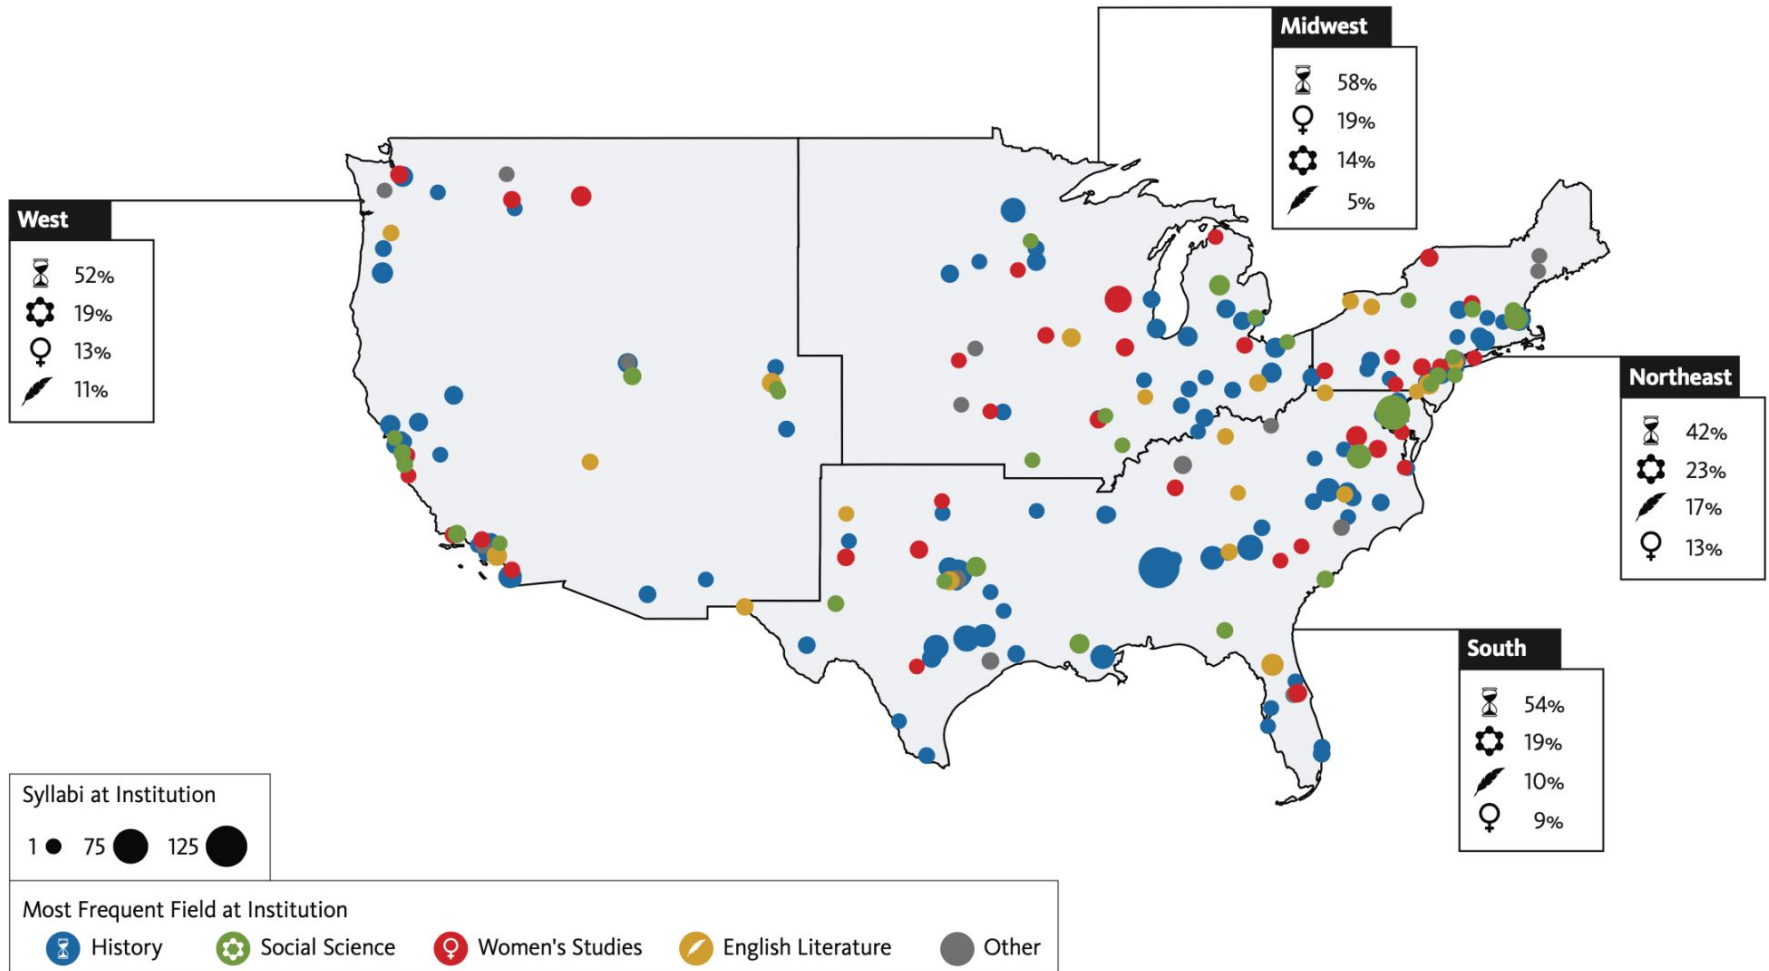 Midwest
58%
19%
14%
5%
West
52%
19%
13%
11%
Northeast
42%
23%
17%
13%
South
54%
19%
10%
9%
Syllabi at Institution
1 75 125
Most Frequent Field at Institution
History Social Science Women's Studies English Literature Other